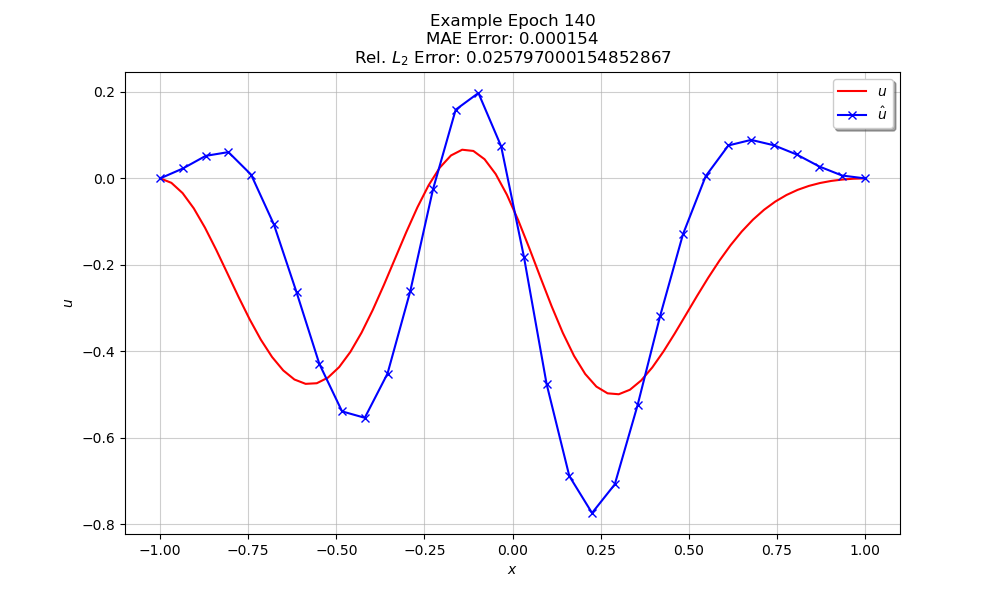 Example Epoch 140
MAE Error: 0.000154
Rel. L₂ Error: 0.025797000154852867
u
û
0.2
0.0
−0.2
−0.4
−0.6
−0.8
u
−1.00 −0.75 −0.50 −0.25 0.00 0.25 0.50 0.75 1.00
x